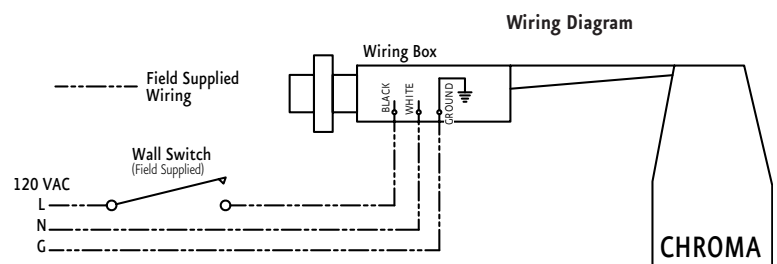 Wiring Diagram
Wiring Box
Field Supplied
Wiring
BLACK
WHITE
GROUND
Wall Switch
(Field Supplied)
120 VAC
L
N
G
CHROMA